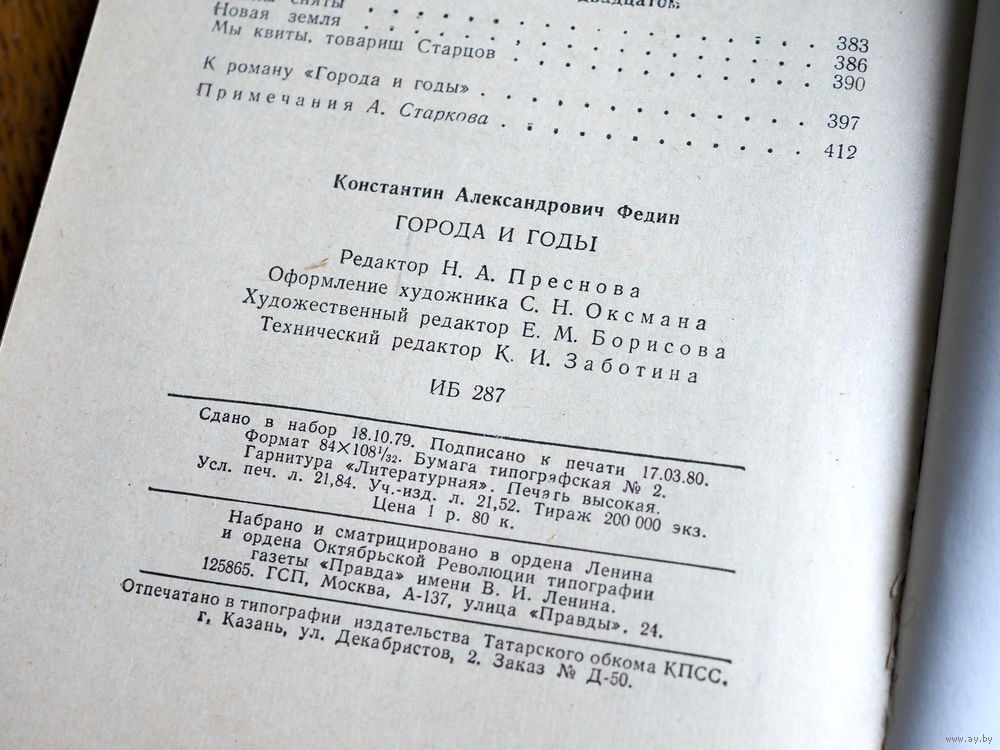 сняты
двадцатом
Новая земля . . . . . . . . . . . . 383
Мы квиты, товарищ Старцов . . . . . . . . . 386
. . . . . . . . 390
К роману «Города и годы» . . . . . . . . . . . 397
Примечания А. Старкова . . . . . . . . . . . 412
Константин Александрович Федин
ГОРОДА И ГОДЫ
Редактор Н. А. Преснова
Оформление художника С. Н. Оксмана
Художественный редактор Е. М. Борисова
Технический редактор К. И. Заботина
ИБ 287
Сдано в набор 18.10.79. Подписано к печати 17.03.80.
Формат 84×108¹/₃₂. Бумага типографская № 2.
Гарнитура «Литературная». Печать высокая.
Усл. печ. л. 21,84. Уч.-изд. л. 21,52. Тираж 200 000 экз.
Цена 1 р. 80 к.
Набрано и сматрицировано в ордена Ленина
и ордена Октябрьской Революции типографии
газеты «Правда» имени В. И. Ленина.
125865. ГСП, Москва, А-137, улица «Правды», 24.
Отпечатано в типографии издательства Татарского обкома КПСС.
г. Казань, ул. Декабристов, 2. Заказ № Д-50.
www.ay.by